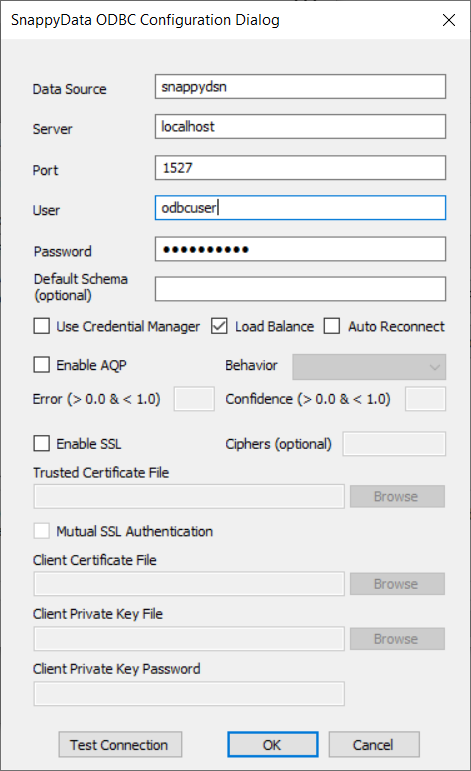 SnappyData ODBC Configuration Dialog
Data Source snappydsn
Server localhost
Port 1527
User odbcuser
Password ●●●●●●●●●●
Default Schema
(optional)
Use Credential Manager Load Balance Auto Reconnect
Enable AQP Behavior
Error (> 0.0 & < 1.0) Confidence (> 0.0 & < 1.0)
Enable SSL Ciphers (optional)
Trusted Certificate File
Browse
Mutual SSL Authentication
Client Certificate File
Browse
Client Private Key File
Browse
Client Private Key Password
Test Connection OK Cancel